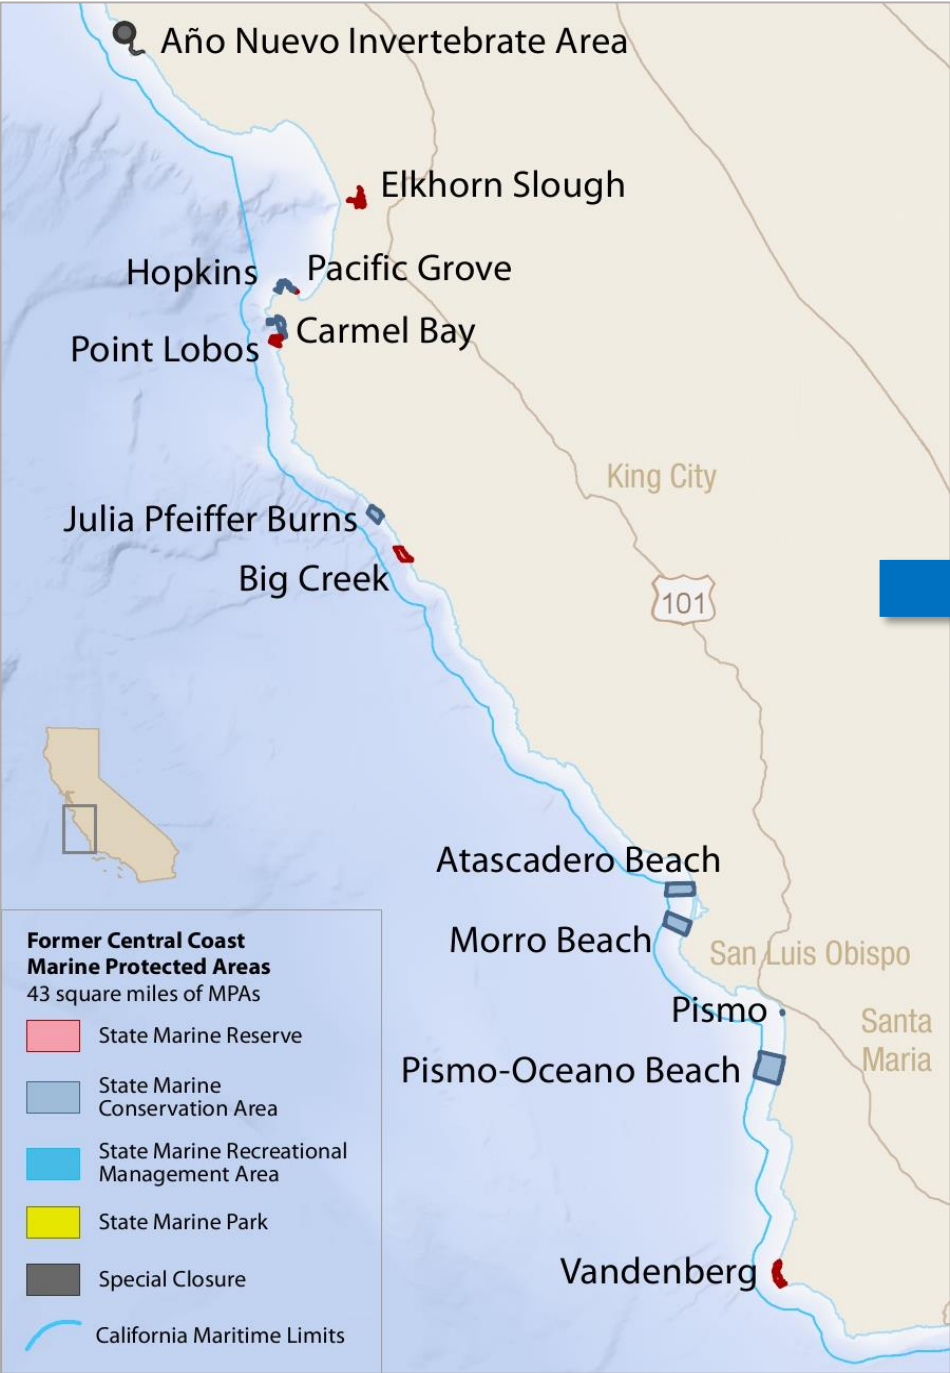 Año Nuevo Invertebrate Area
Elkhorn Slough
Hopkins
Pacific Grove
Carmel Bay
Point Lobos
King City
Julia Pfeiffer Burns
Big Creek
101
Atascadero Beach
Morro Beach
San Luis Obispo
Pismo
Santa
Maria
Pismo-Oceano Beach
Vandenberg
Former Central Coast
Marine Protected Areas
43 square miles of MPAs
State Marine Reserve
State Marine
Conservation Area
State Marine Recreational
Management Area
State Marine Park
Special Closure
California Maritime Limits